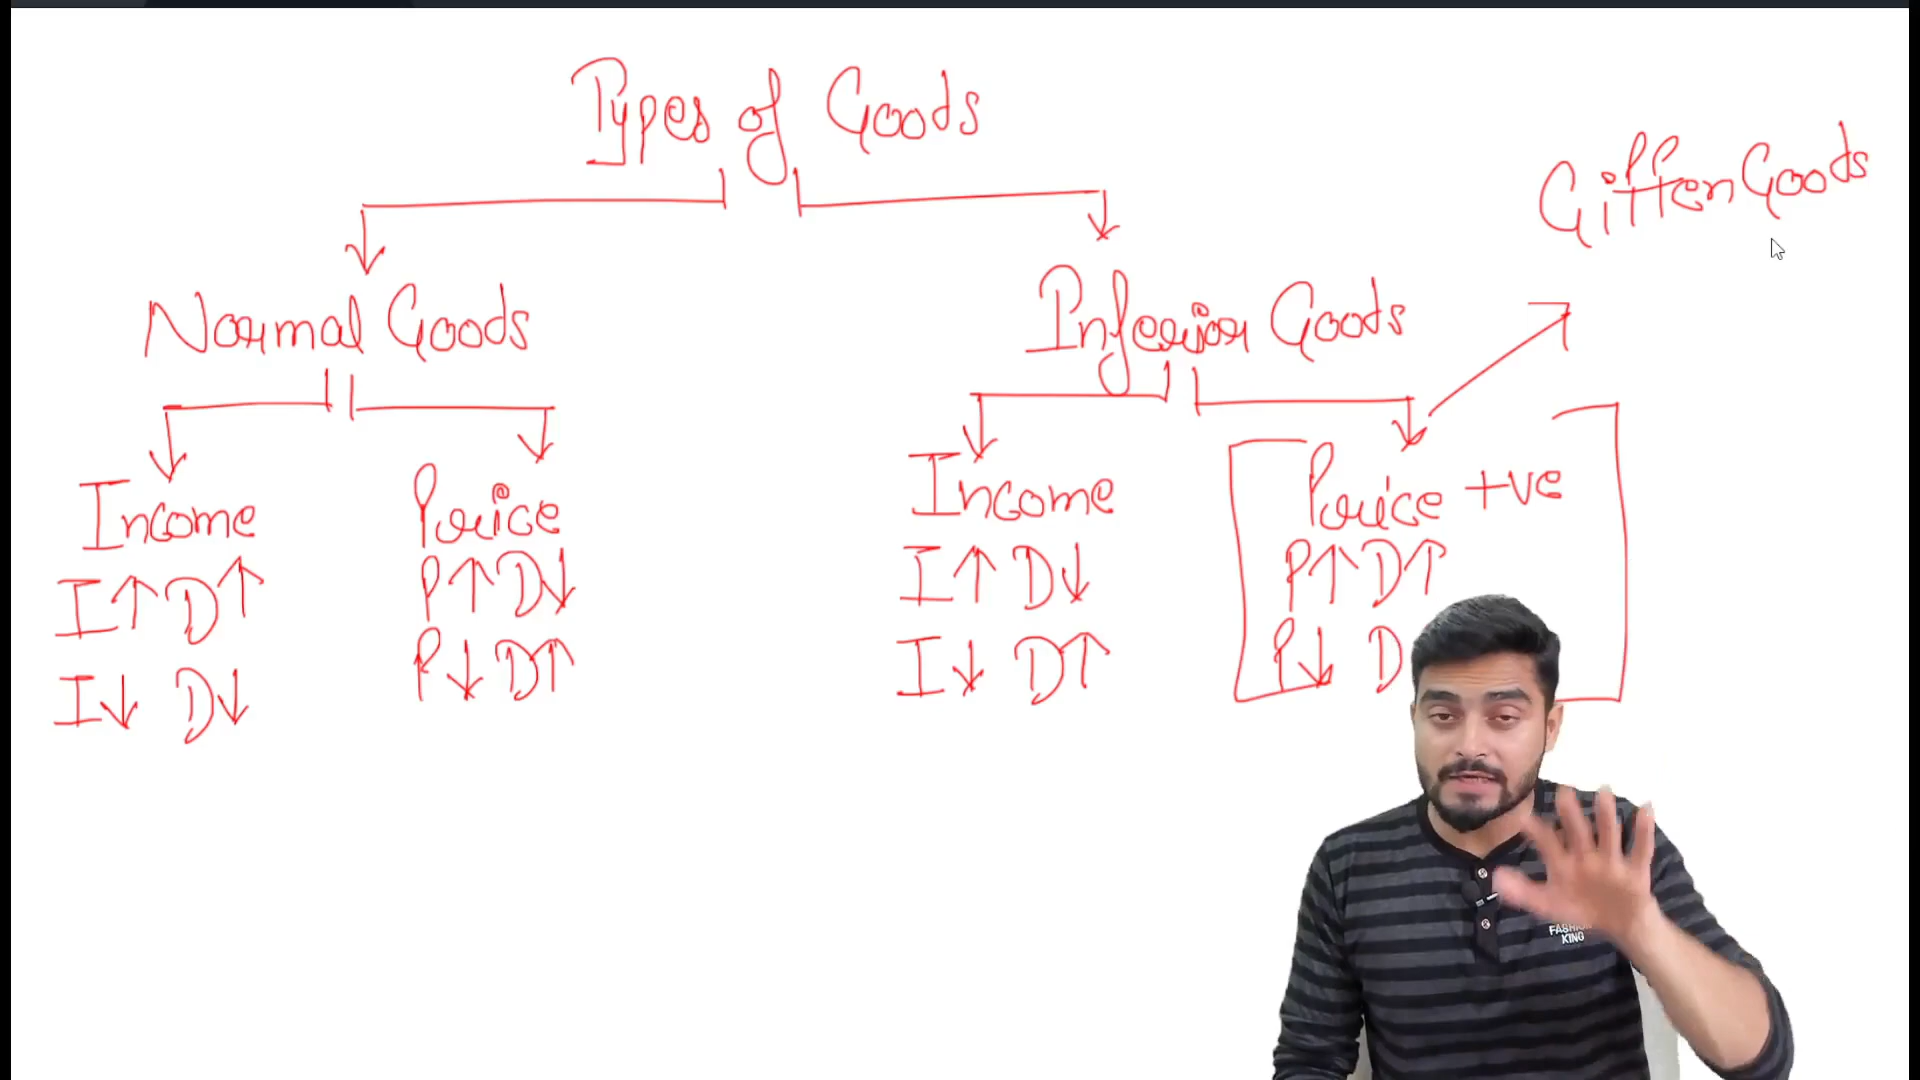 Types of Goods
Giffen Goods
Normal Goods
Inferior Goods
Income
I↑ D↑
I↓ D↓
Price
P↑ D↓
P↓ D↑
Income
I↑ D↓
I↓ D↑
Price +ve
P↑ D↑
P↓ D
FASHION
KING